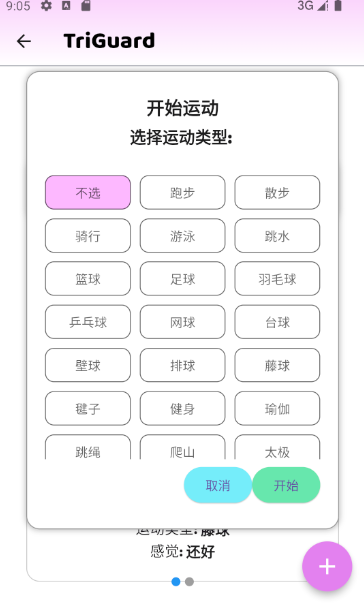 9:05
3G
TriGuard
开始运动
选择运动类型:
不选 跑步 散步
骑行 游泳 跳水
篮球 足球 羽毛球
乒乓球 网球 台球
壁球 排球 藤球
毽子 健身 瑜伽
跳绳 爬山 太极
取消 开始
运动类型: 藤球
感觉: 还好